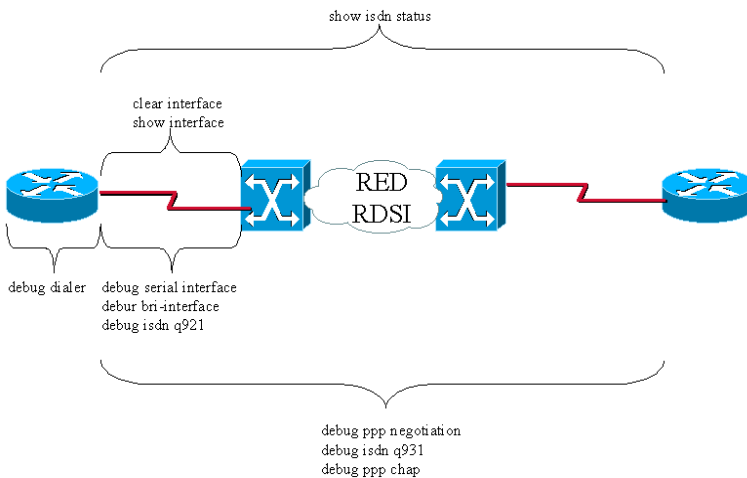 show isdn status
clear interface
show interface
RED
RDSI
debug dialer
debug serial interface
debur bri-interface
debug isdn q921
debug ppp negotiation
debug isdn q931
debug ppp chap